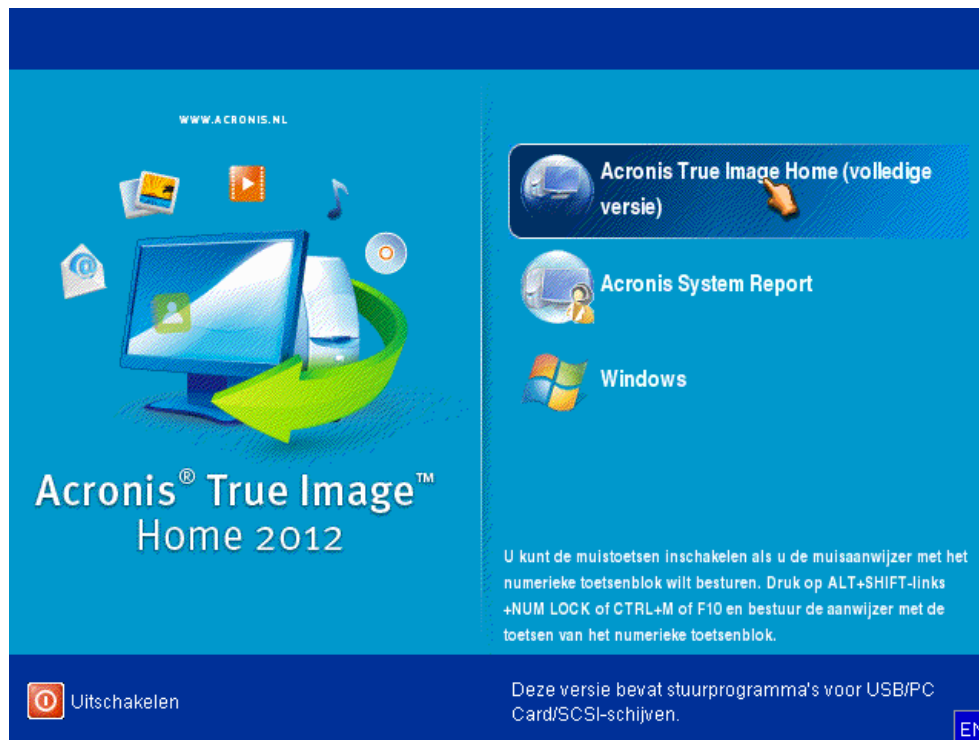 WWW.ACRONIS.NL
Acronis® True Image™
Home 2012
Acronis True Image Home (volledige
versie)
Acronis System Report
Windows
U kunt de muistoetsen inschakelen als u de muisaanwijzer met het
numerieke toetsenblok wilt besturen. Druk op ALT+SHIFT-links
+NUM LOCK of CTRL+M of F10 en bestuur de aanwijzer met de
toetsen van het numerieke toetsenblok.
Uitschakelen
Deze versie bevat stuurprogramma's voor USB/PC
Card/SCSI-schijven.
EN